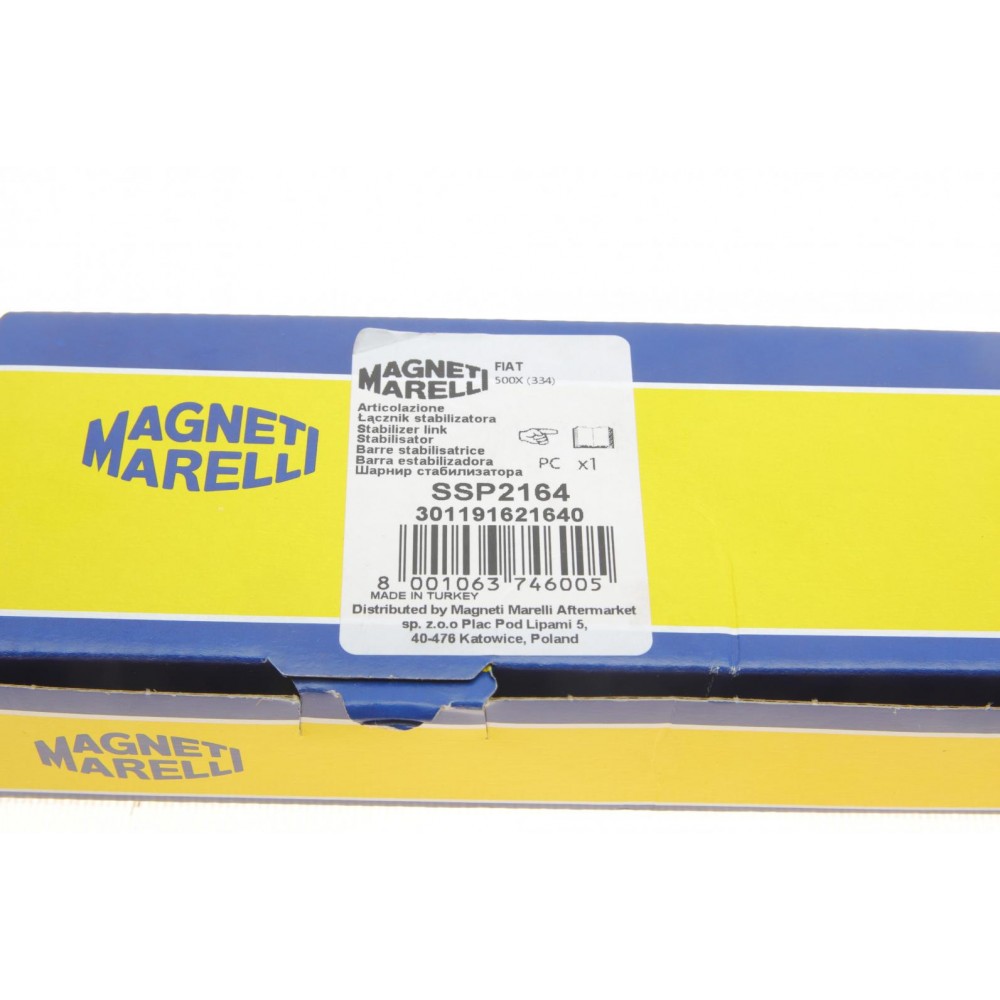 MAGNETI
MARELLI
FIAT
500X (334)
Articolazione
Łącznik stabilizatora
Stabilizer link
Stabilisator
Barre stabilisatrice
Barra estabilizadora
Шарнир стабилизатора
PC x1
SSP2164
301191621640
8 001063 746005
MADE IN TURKEY
Distributed by Magneti Marelli Aftermarket
sp. z.o.o Plac Pod Lipami 5,
40-476 Katowice, Poland
MAGNETI
MARELLI
MAGNETI
MARELLI